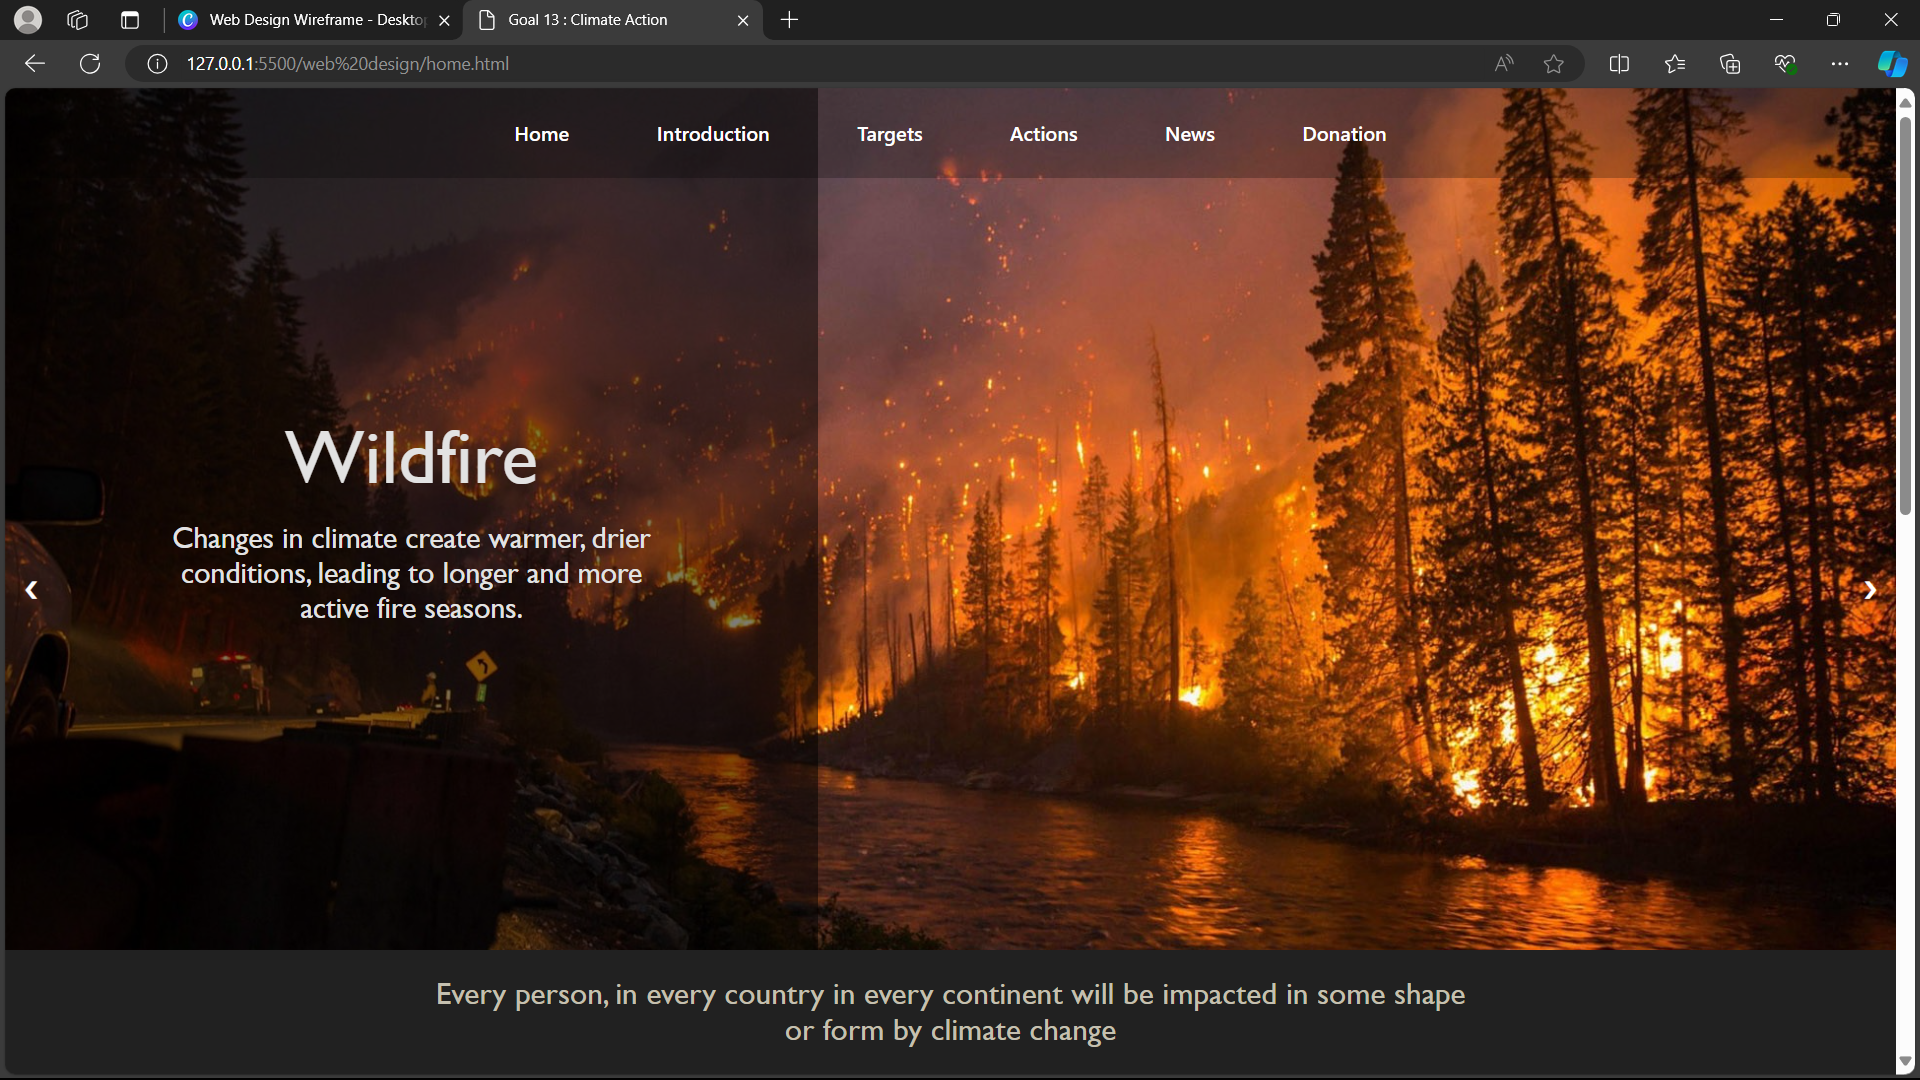 Web Design Wireframe - Deskto
Goal 13 : Climate Action
127.0.0.1:5500/web%20design/home.html
Home Introduction Targets Actions News Donation
Wildfire
Changes in climate create warmer, drier
conditions, leading to longer and more
active fire seasons.
Every person, in every country in every continent will be impacted in some shape
or form by climate change